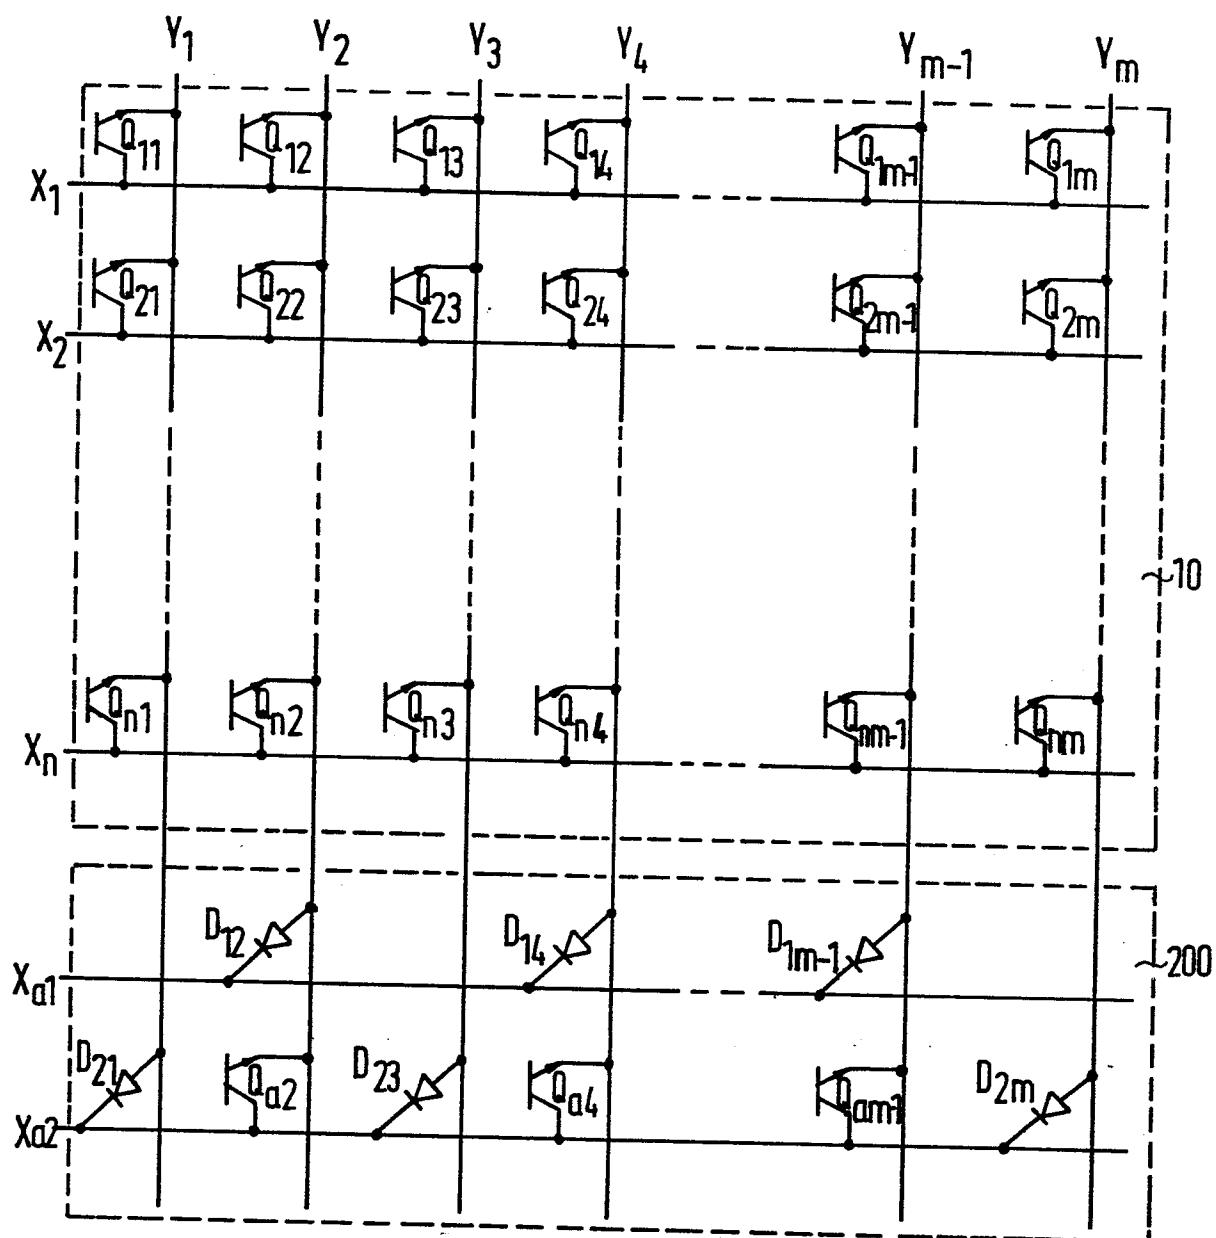 Y1 Y2 Y3 Y4 Ym-1 Ym
Q11 Q12 Q13 Q14 Q1m-1 Q1m
X1
Q21 Q22 Q23 Q24 Q2m-1 Q2m
X2
10
Qn1 Qn2 Qn3 Qn4 Qnm-1 Qnm
Xn
D12 D14 D1m-1
Xa1 200
D21 Qa2 D23 Qa4 Qam-1 D2m
Xa2